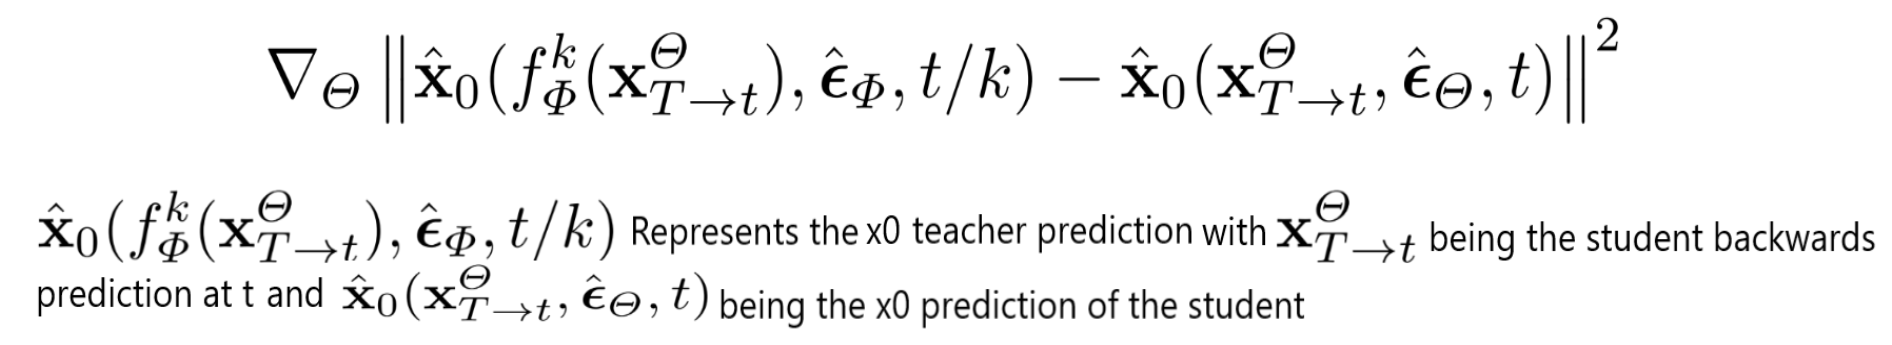 ∇_Θ ‖x̂₀(f_Φ^k(x_{T→t}^Θ), ε̂_Φ, t/k) − x̂₀(x_{T→t}^Θ, ε̂_Θ, t)‖²
x̂₀(f_Φ^k(x_{T→t}^Θ), ε̂_Φ, t/k) Represents the x0 teacher prediction with x_{T→t}^Θ being the student backwards
prediction at t and x̂₀(x_{T→t}^Θ, ε̂_Θ, t) being the x0 prediction of the student